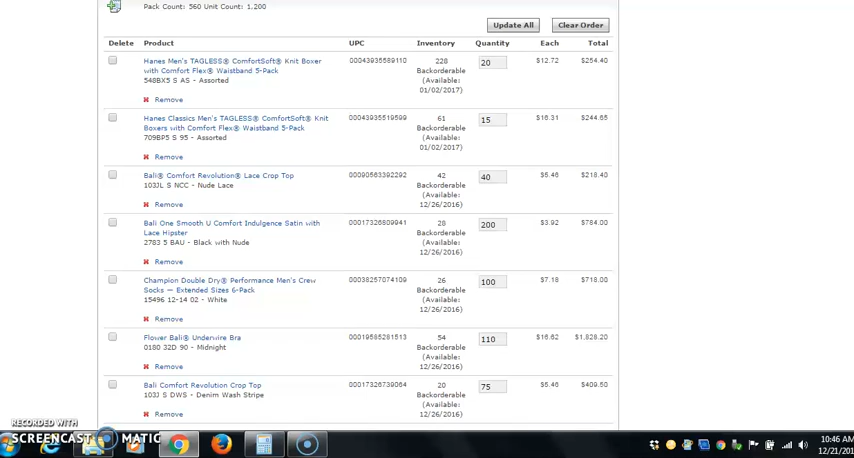 Pack Count: 560 Unit Count: 1,200
Update All Clear Order
Delete Product UPC Inventory Quantity Each Total
Hanes Men's TAGLESS® ComfortSoft® Knit Boxer with Comfort Flex® Waistband 5-Pack
548BX5 S AS - Assorted
Remove
00043935589110
228
Backorderable
(Available:
01/02/2017)
20
$12.72
$254.40
Hanes Classics Men's TAGLESS® ComfortSoft® Knit Boxers with Comfort Flex® Waistband 5-Pack
709BP5 S 95 - Assorted
Remove
00043935519599
61
Backorderable
(Available:
01/02/2017)
15
$16.31
$244.65
Bali® Comfort Revolution® Lace Crop Top
103JL S NCC - Nude Lace
Remove
00090563392292
42
Backorderable
(Available:
12/26/2016)
40
$5.46
$218.40
Bali One Smooth U Comfort Indulgence Satin with Lace Hipster
2783 5 BAU - Black with Nude
Remove
00017326809941
28
Backorderable
(Available:
12/26/2016)
200
$3.92
$784.00
Champion Double Dry® Performance Men's Crew Socks — Extended Sizes 6-Pack
15496 12-14 02 - White
Remove
00038257074109
26
Backorderable
(Available:
12/26/2016)
100
$7.18
$718.00
Flower Bali® Underwire Bra
0180 32D 90 - Midnight
Remove
00019585281513
54
Backorderable
(Available:
12/26/2016)
110
$16.62
$1,828.20
Bali Comfort Revolution Crop Top
103J S DWS - Denim Wash Stripe
Remove
00017326739064
20
Backorderable
(Available:
12/26/2016)
75
$5.46
$409.50
RECORDED WITH
SCREENCAST MATIC
10:46 AM
12/21/201